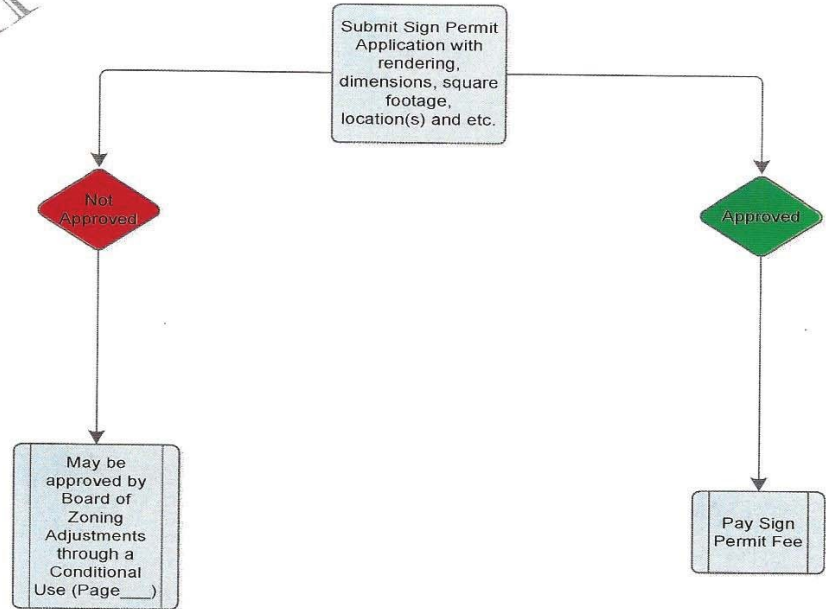 Submit Sign Permit
Application with
rendering,
dimensions, square
footage,
location(s) and etc.
Not
Approved
Approved
May be
approved by
Board of
Zoning
Adjustments
through a
Conditional
Use (Page___)
Pay Sign
Permit Fee